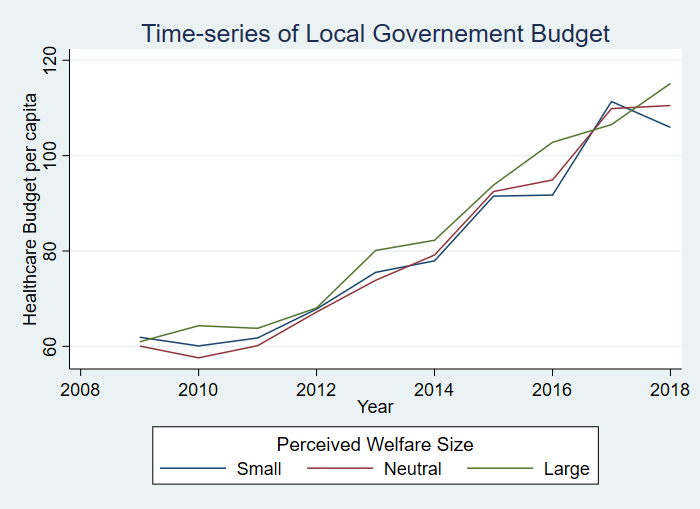 Time-series of Local Governement Budget
Healthcare Budget per capita
120
100
80
60
2008 2010 2012 2014 2016 2018
Year
Perceived Welfare Size
Small Neutral Large